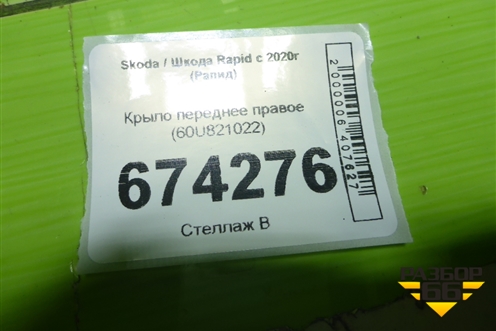 Skoda / Шкода Rapid с 2020г
(Рапид)
Крыло переднее правое
(60U821022)
674276
Стеллаж В
2000006407627
РАЗБОР
66